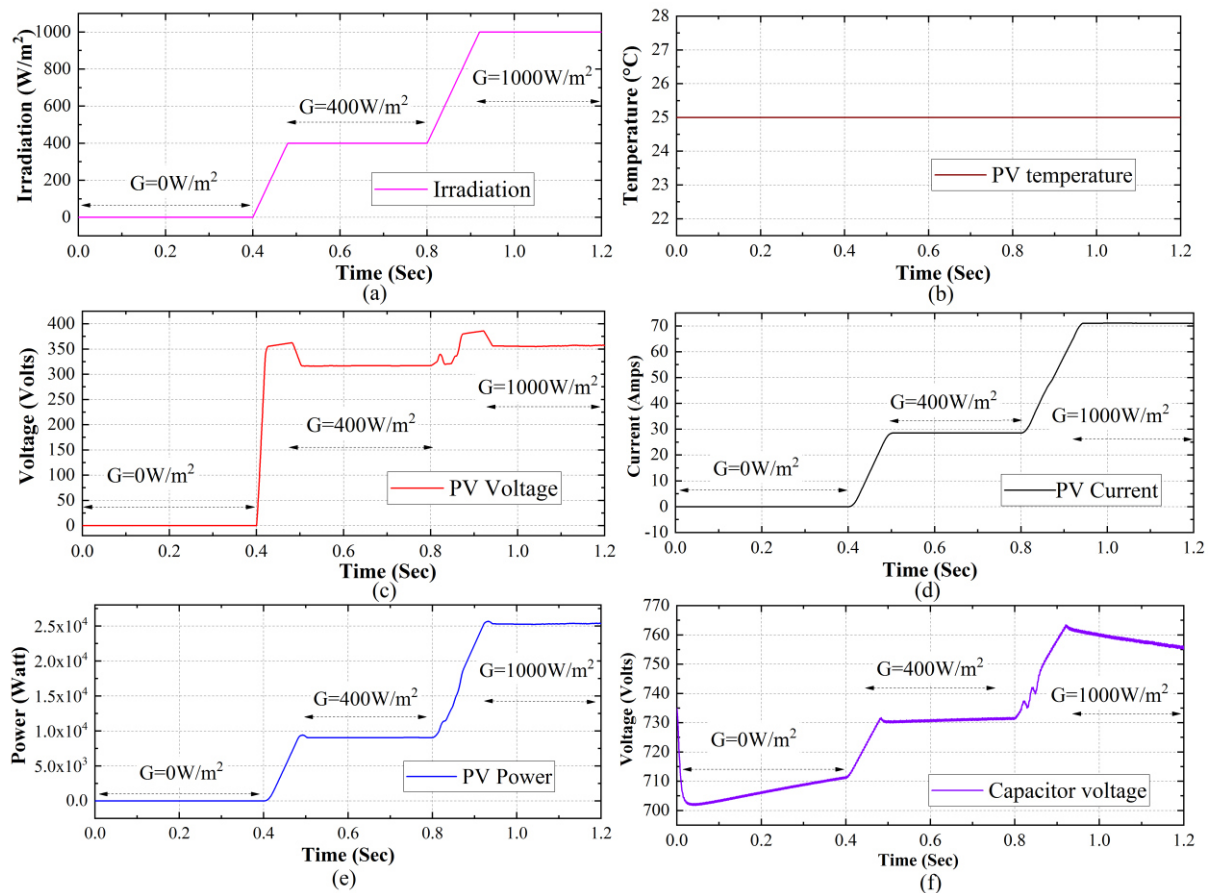 1000
800
600
400
200
0
Irradiation (W/m²)
G=0W/m²
G=400W/m²
G=1000W/m²
Irradiation
0.0 0.2 0.4 0.6 0.8 1.0 1.2
Time (Sec)
(a)
28
27
26
25
24
23
22
Temperature (°C)
PV temperature
0.0 0.2 0.4 0.6 0.8 1.0 1.2
Time (Sec)
(b)
400
350
300
250
200
150
100
50
0
Voltage (Volts)
G=0W/m²
G=400W/m²
G=1000W/m²
PV Voltage
0.0 0.2 0.4 0.6 0.8 1.0 1.2
Time (Sec)
(c)
70
60
50
40
30
20
10
0
-10
Current (Amps)
G=0W/m²
G=400W/m²
G=1000W/m²
PV Current
0.0 0.2 0.4 0.6 0.8 1.0 1.2
Time (Sec)
(d)
2.5x10⁴
2.0x10⁴
1.5x10⁴
1.0x10⁴
5.0x10³
0.0
Power (Watt)
G=0W/m²
G=400W/m²
G=1000W/m²
PV Power
0.0 0.2 0.4 0.6 0.8 1.0 1.2
Time (Sec)
(e)
770
760
750
740
730
720
710
700
Voltage (Volts)
G=0W/m²
G=400W/m²
G=1000W/m²
Capacitor voltage
0.0 0.2 0.4 0.6 0.8 1.0 1.2
Time (Sec)
(f)